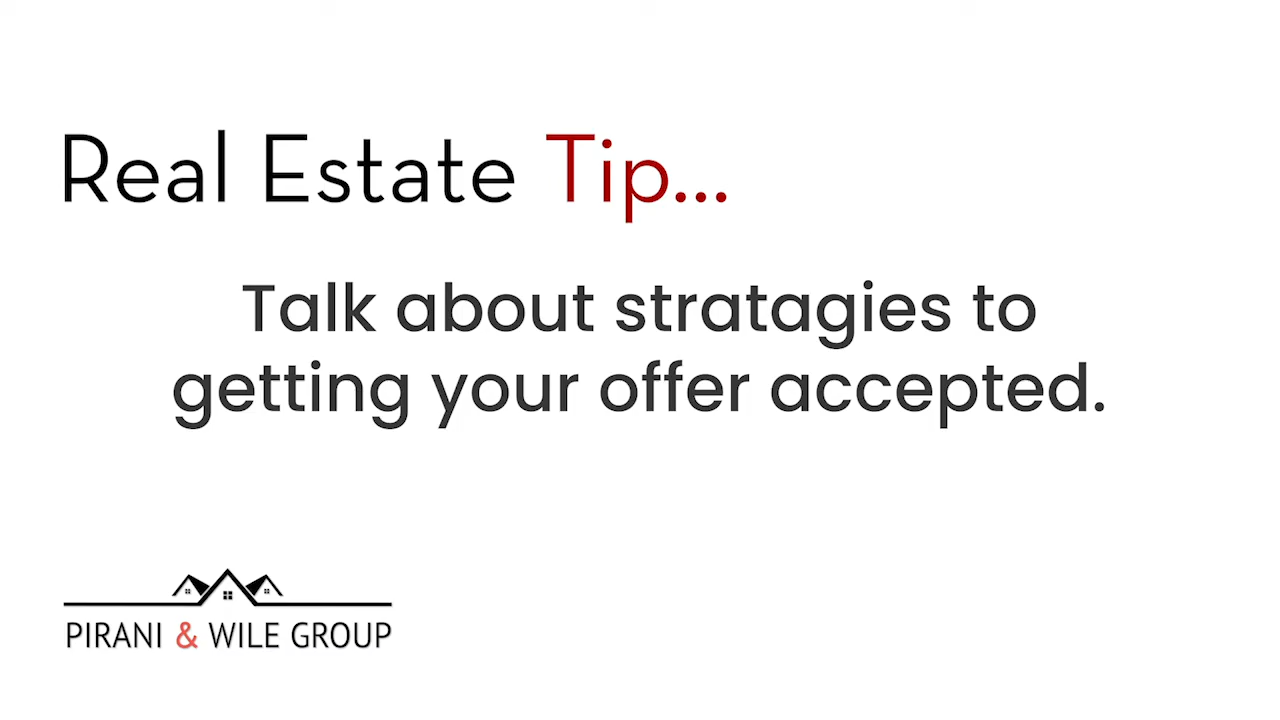 Real Estate Tip...
Talk about stratagies to
getting your offer accepted.
PIRANI & WILE GROUP